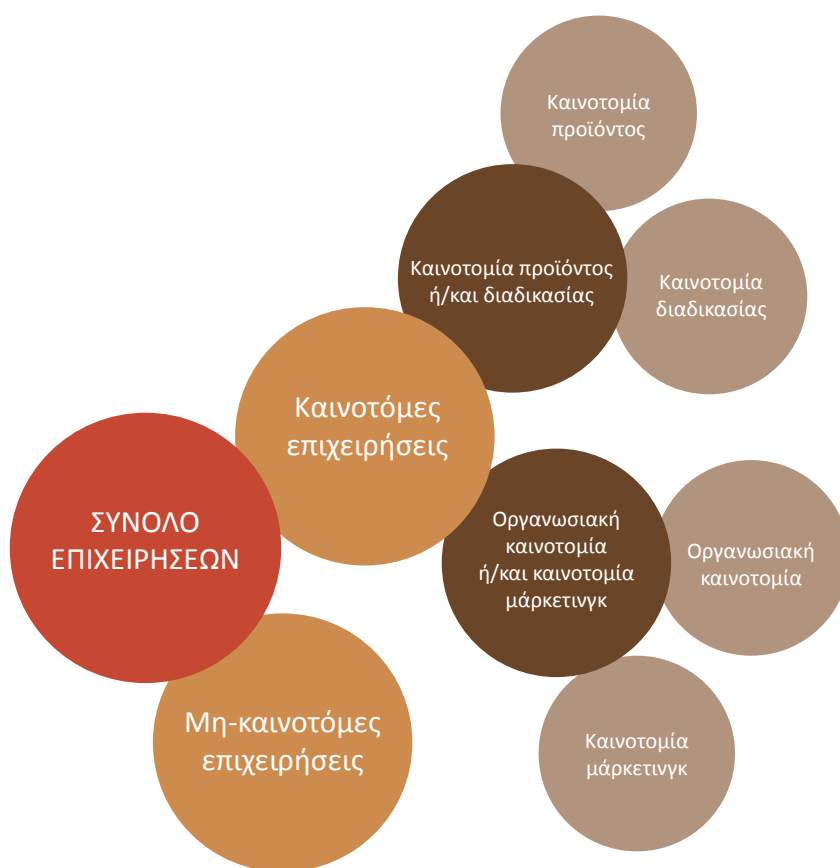 Καινοτομία
προϊόντος
Καινοτομία προϊόντος
ή/και διαδικασίας
Καινοτομία
διαδικασίας
Καινοτόμες
επιχειρήσεις
ΣΥΝΟΛΟ
ΕΠΙΧΕΙΡΗΣΕΩΝ
Οργανωσιακή
καινοτομία
ή/και καινοτομία
μάρκετινγκ
Οργανωσιακή
καινοτομία
Μη-καινοτόμες
επιχειρήσεις
Καινοτομία
μάρκετινγκ